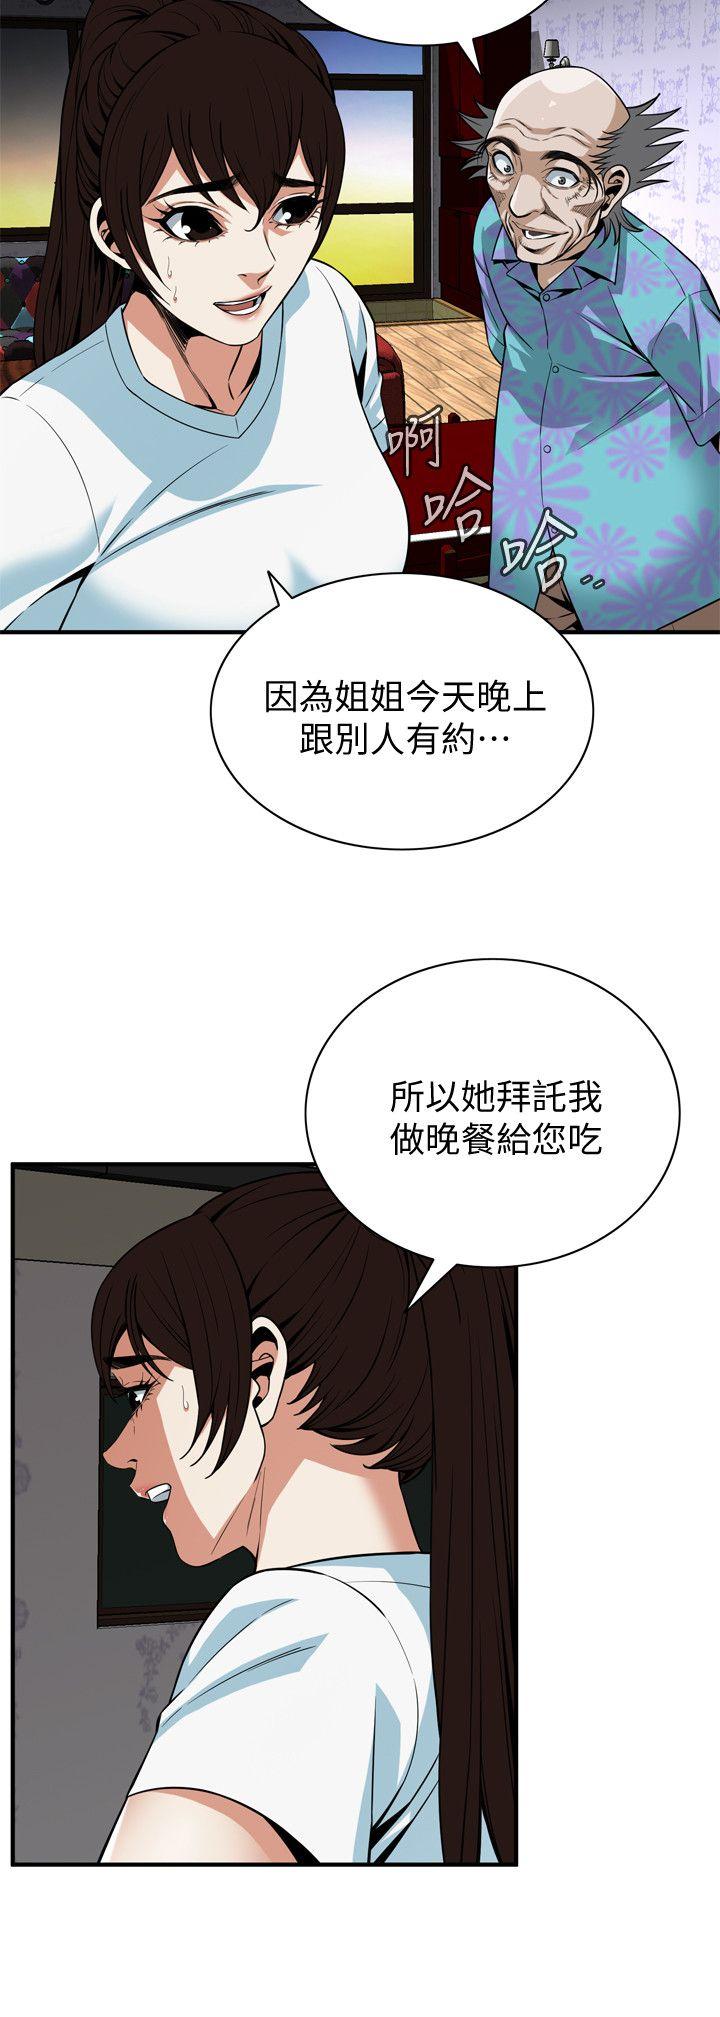 啊哈哈..
因為姐姐今天晚上
跟別人有約…
所以她拜託我
做晚餐給您吃